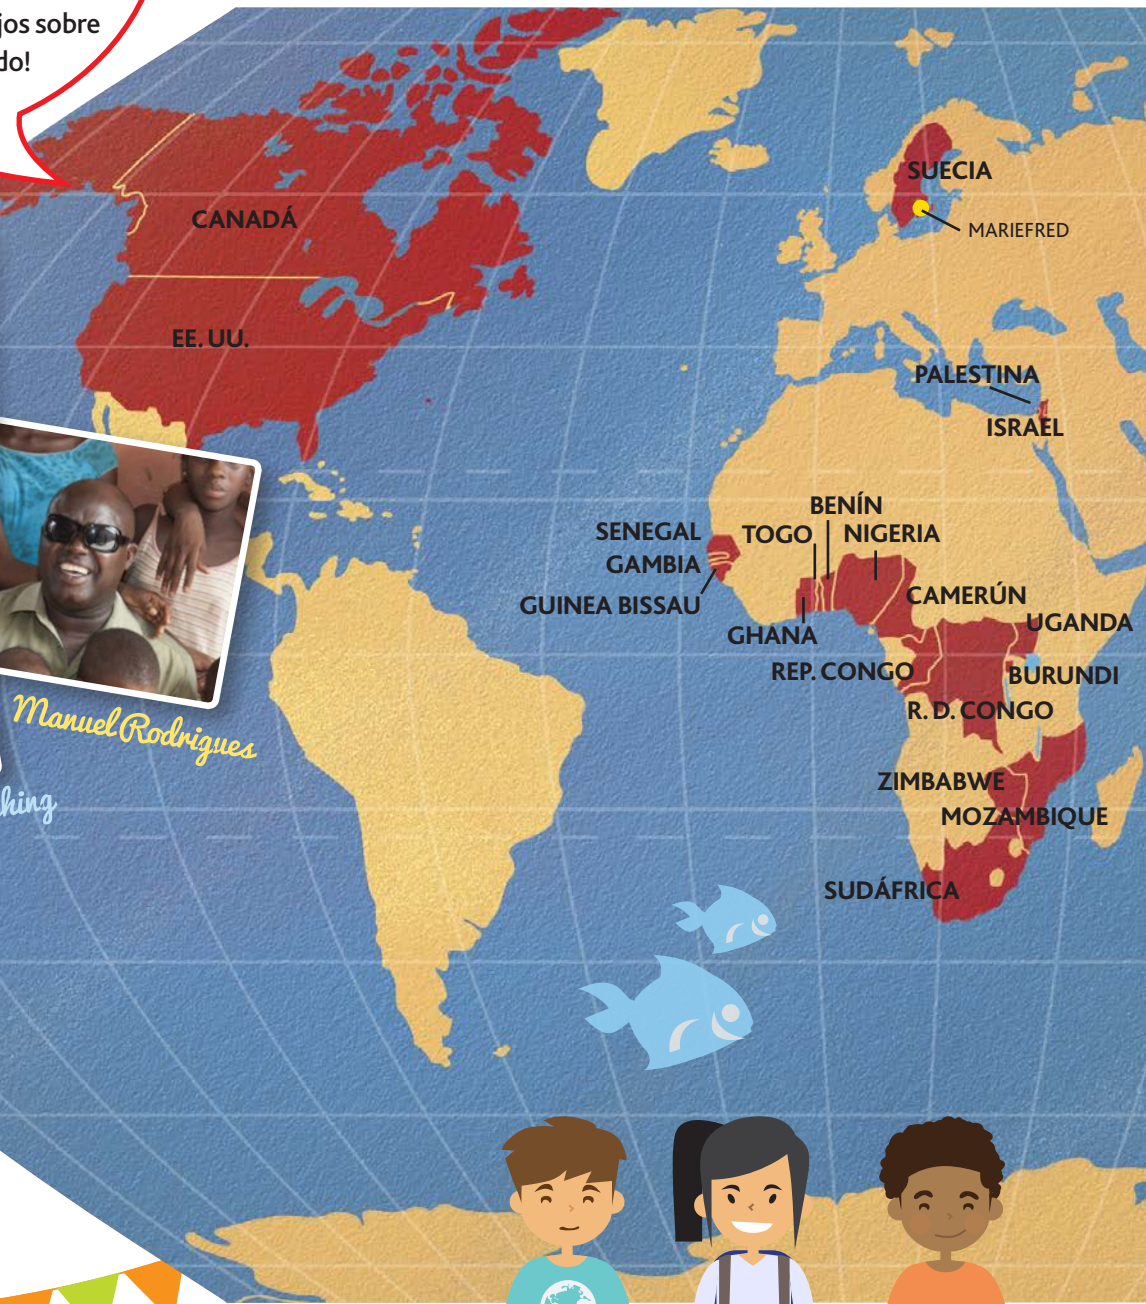 sobre
do!
SUECIA
MARIEFRED
CANADÁ
EE. UU.
PALESTINA
ISRAEL
BENÍN
SENEGAL
TOGO
NIGERIA
GAMBIA
CAMERÚN
GUINEA BISSAU
UGANDA
GHANA
REP. CONGO
BURUNDI
R. D. CONGO
Manuel Rodrigues
ZIMBABWE
hing
MOZAMBIQUE
SUDÁFRICA